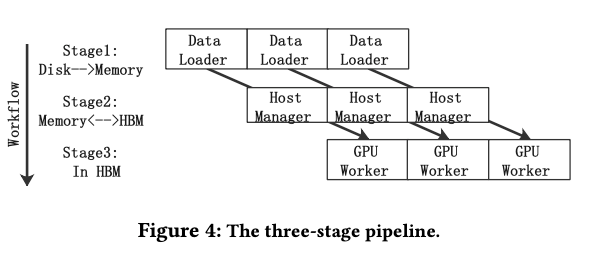 Workflow
Stage1:
Disk-->Memory
Data Loader
Data Loader
Data Loader
Stage2:
Memory<-->HBM
Host Manager
Host Manager
Host Manager
Stage3:
In HBM
GPU Worker
GPU Worker
GPU Worker
Figure 4: The three-stage pipeline.